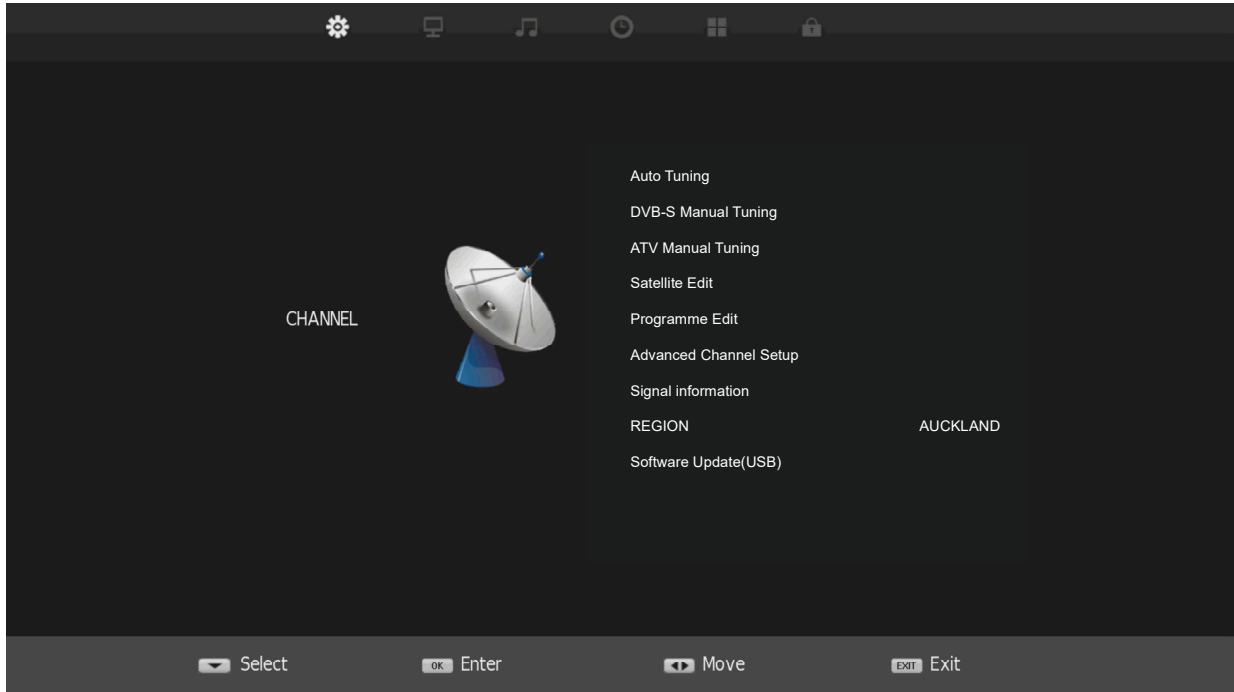 CHANNEL
Auto Tuning
DVB-S Manual Tuning
ATV Manual Tuning
Satellite Edit
Programme Edit
Advanced Channel Setup
Signal information
REGION AUCKLAND
Software Update(USB)
Select OK Enter Move EXIT Exit